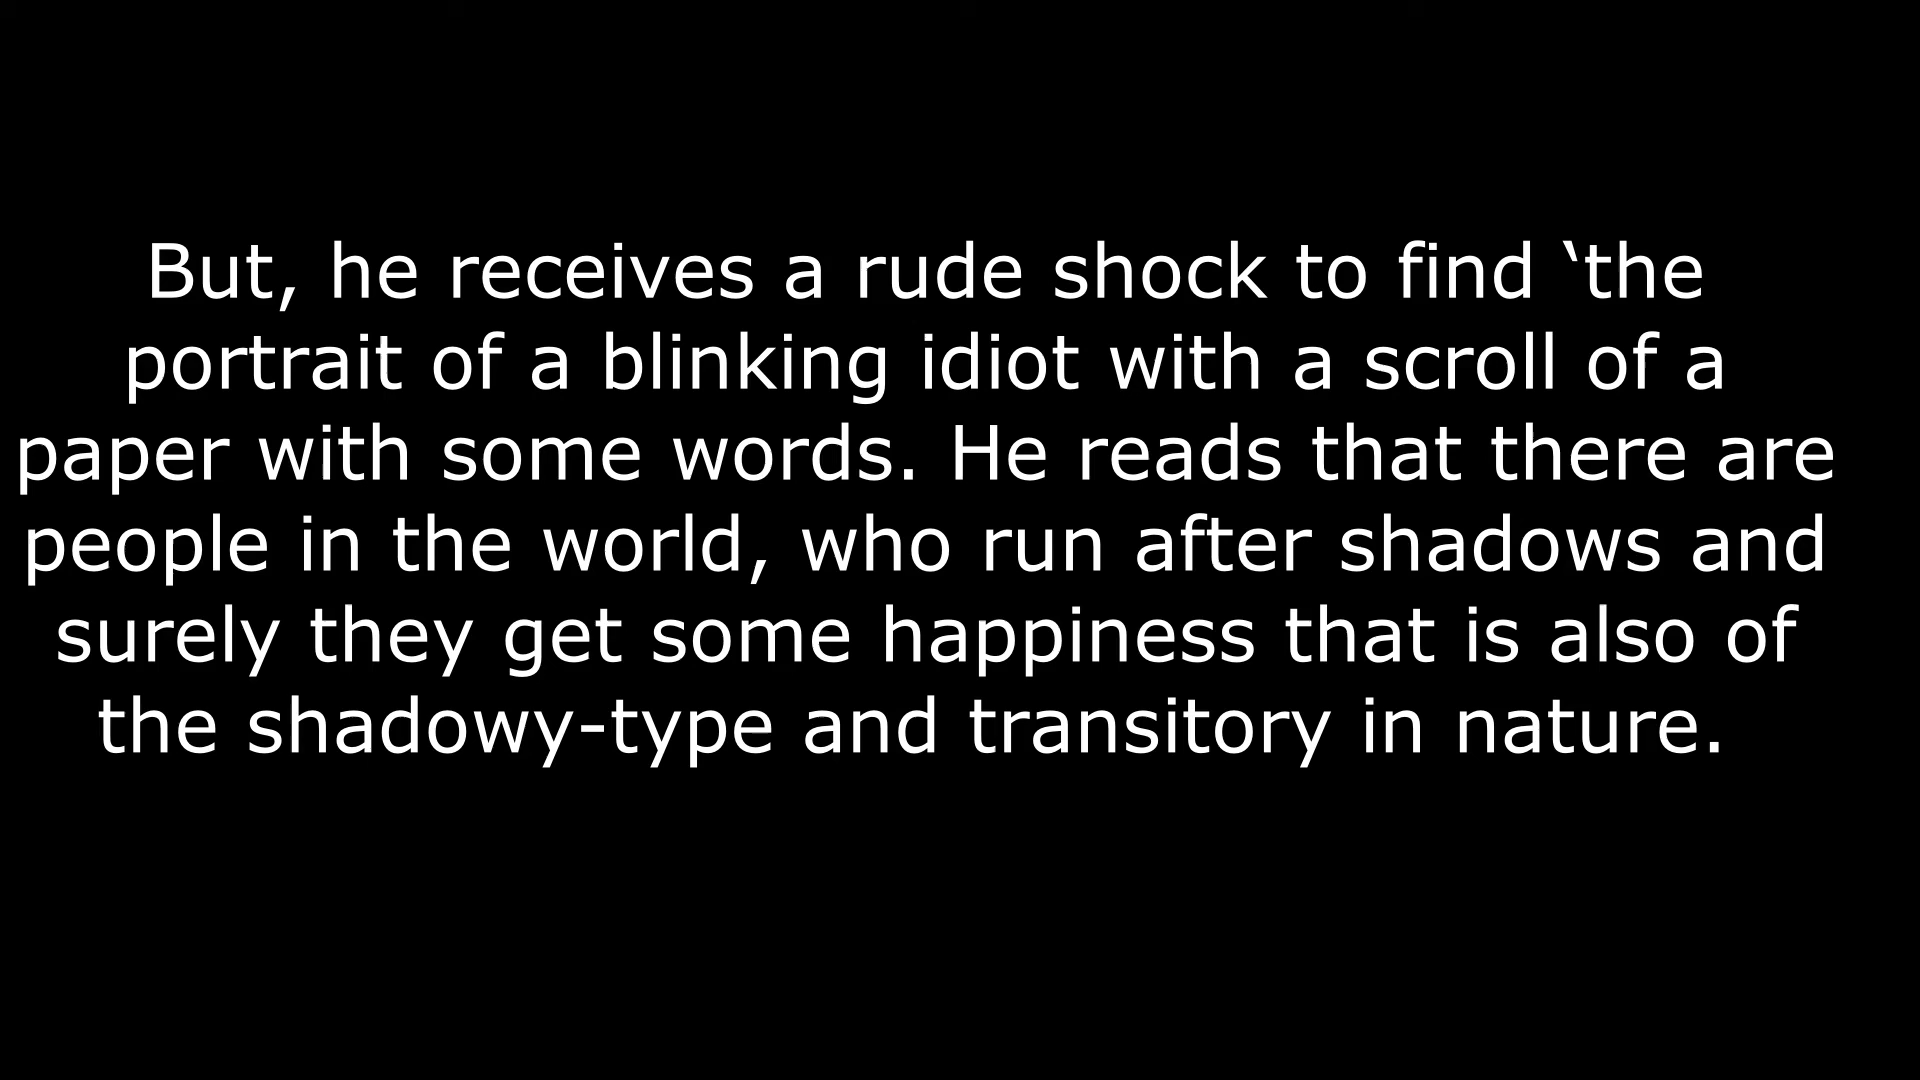 But, he receives a rude shock to find ‘the
portrait of a blinking idiot with a scroll of a
paper with some words. He reads that there are
people in the world, who run after shadows and
surely they get some happiness that is also of
the shadowy-type and transitory in nature.